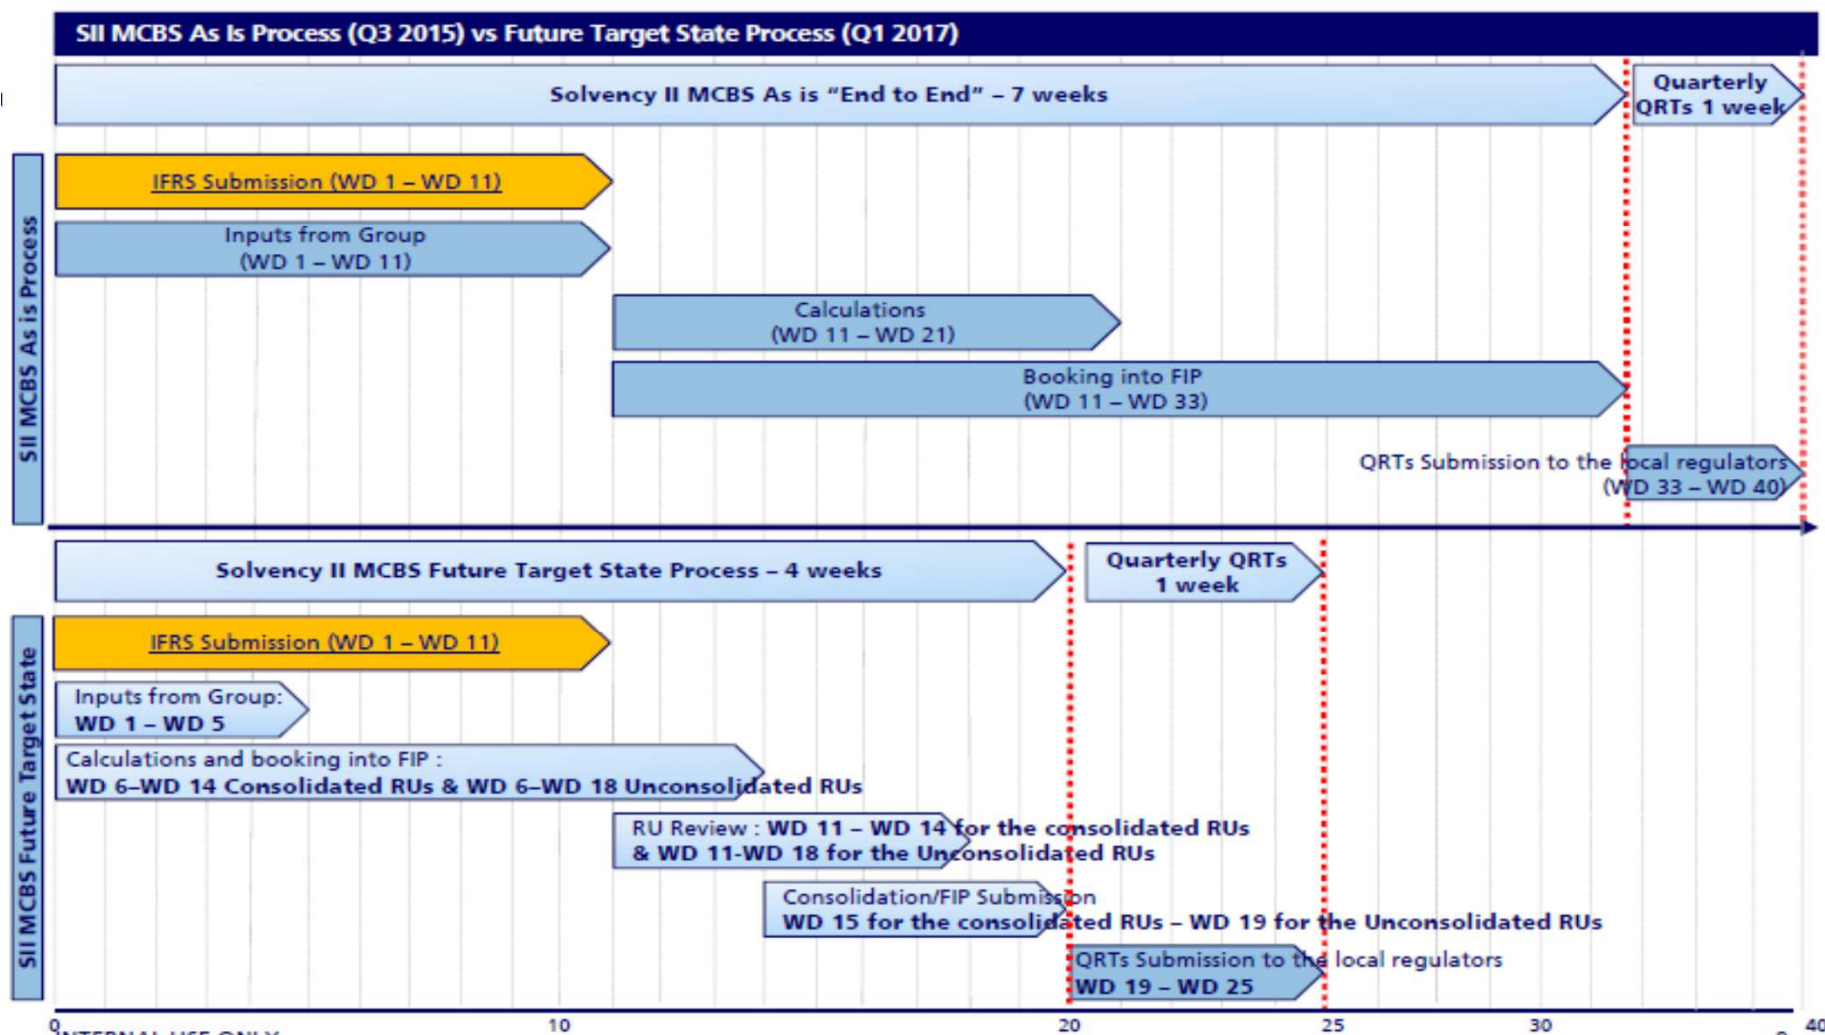 SII MCBS As Is Process (Q3 2015) vs Future Target State Process (Q1 2017)
Solvency II MCBS As is “End to End” – 7 weeks
Quarterly
QRTs 1 week
SII MCBS As is Process
IFRS Submission (WD 1 – WD 11)
Inputs from Group
(WD 1 – WD 11)
Calculations
(WD 11 – WD 21)
Booking into FIP
(WD 11 – WD 33)
QRTs Submission to the local regulators
(WD 33 – WD 40)
Solvency II MCBS Future Target State Process – 4 weeks
Quarterly QRTs
1 week
SII MCBS Future Target State
IFRS Submission (WD 1 – WD 11)
Inputs from Group:
WD 1 – WD 5
Calculations and booking into FIP :
WD 6–WD 14 Consolidated RUs & WD 6–WD 18 Unconsolidated RUs
RU Review : WD 11 – WD 14 for the consolidated RUs
& WD 11-WD 18 for the Unconsolidated RUs
Consolidation/FIP Submission
WD 15 for the consolidated RUs – WD 19 for the Unconsolidated RUs
QRTs Submission to the local regulators
WD 19 – WD 25
0 10 20 25 30 40
INTERNAL USE ONLY